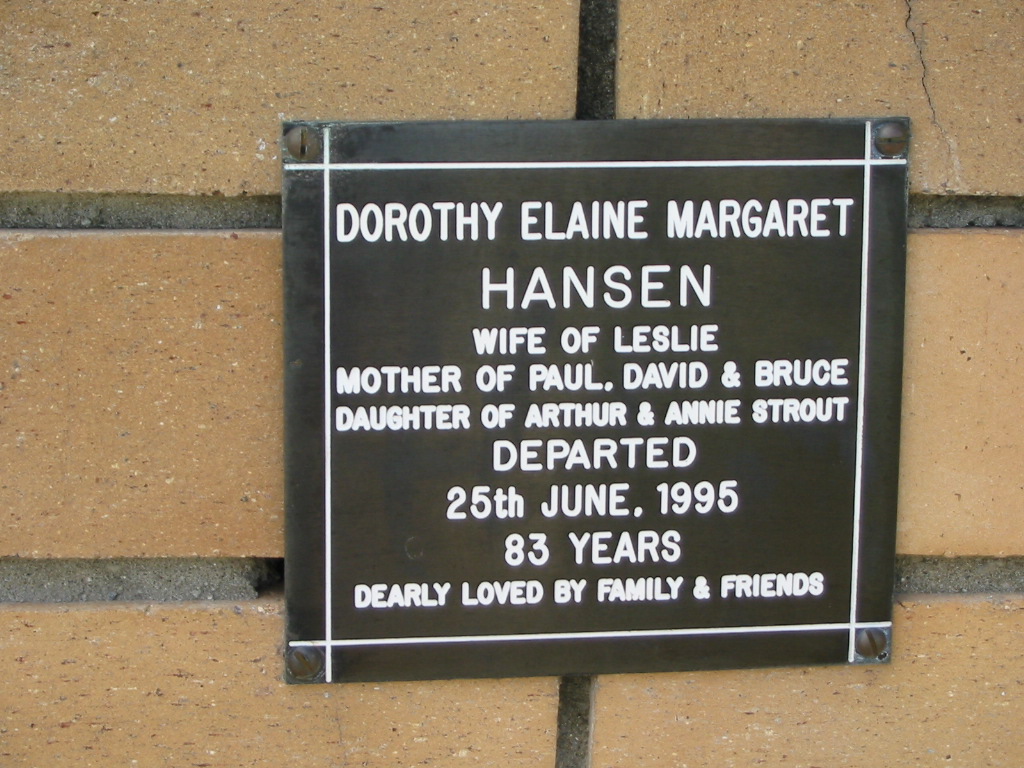 DOROTHY ELAINE MARGARET
HANSEN
WIFE OF LESLIE
MOTHER OF PAUL. DAVID & BRUCE
DAUGHTER OF ARTHUR & ANNIE STROUT
DEPARTED
25th JUNE. 1995
83 YEARS
DEARLY LOVED BY FAMILY & FRIENDS